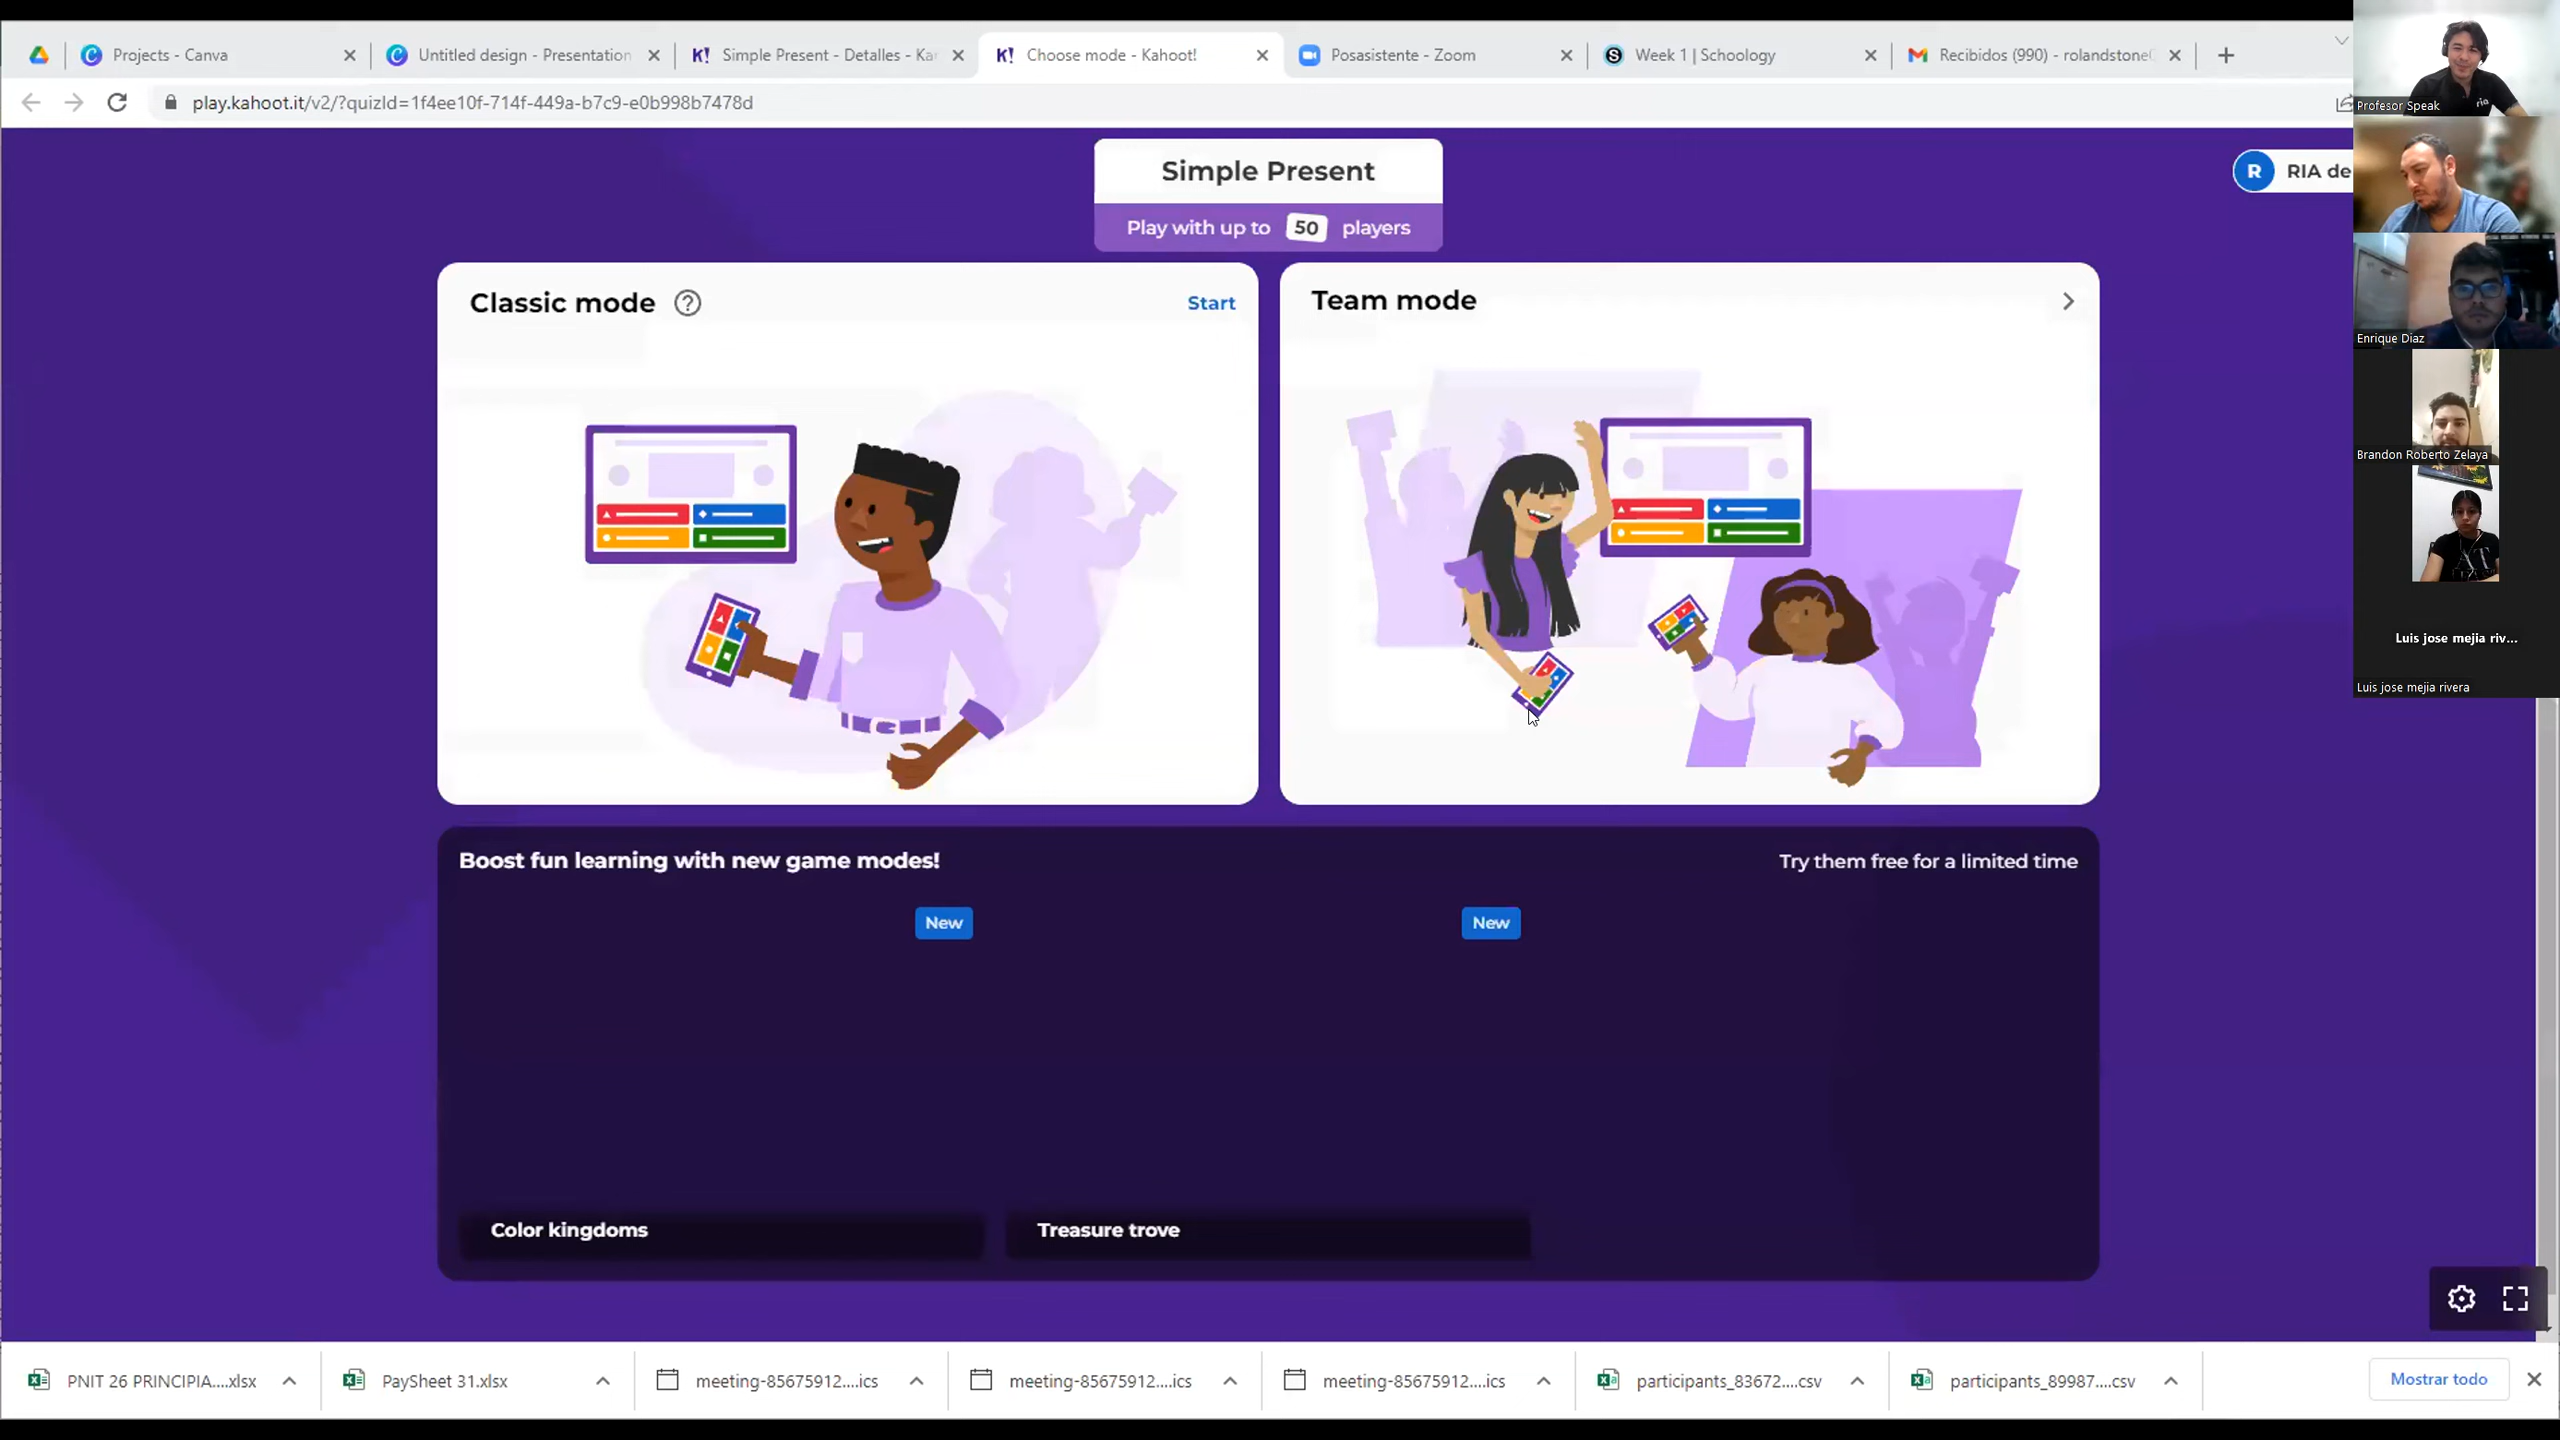 Projects - Canva
Untitled design - Presentation
K! Simple Present - Detalles - Ka
K! Choose mode - Kahoot!
Posasistente - Zoom
S Week 1 | Schoology
Recibidos (990) - rolandstone
play.kahoot.it/v2/?quizId=1f4ee10f-714f-449a-b7c9-e0b998b7478d
Simple Present
Play with up to 50 players
R RIA de
Classic mode ?
Start
Team mode
Boost fun learning with new game modes!
Try them free for a limited time
New
New
Color kingdoms
Treasure trove
ria
Profesor Speak
Enrique Diaz
Brandon Roberto Zelaya
Luis jose mejia riv...
Luis jose mejia rivera
PNIT 26 PRINCIPIA....xlsx
PaySheet 31.xlsx
meeting-85675912....ics
meeting-85675912....ics
meeting-85675912....ics
participants_83672....csv
participants_89987....csv
Mostrar todo